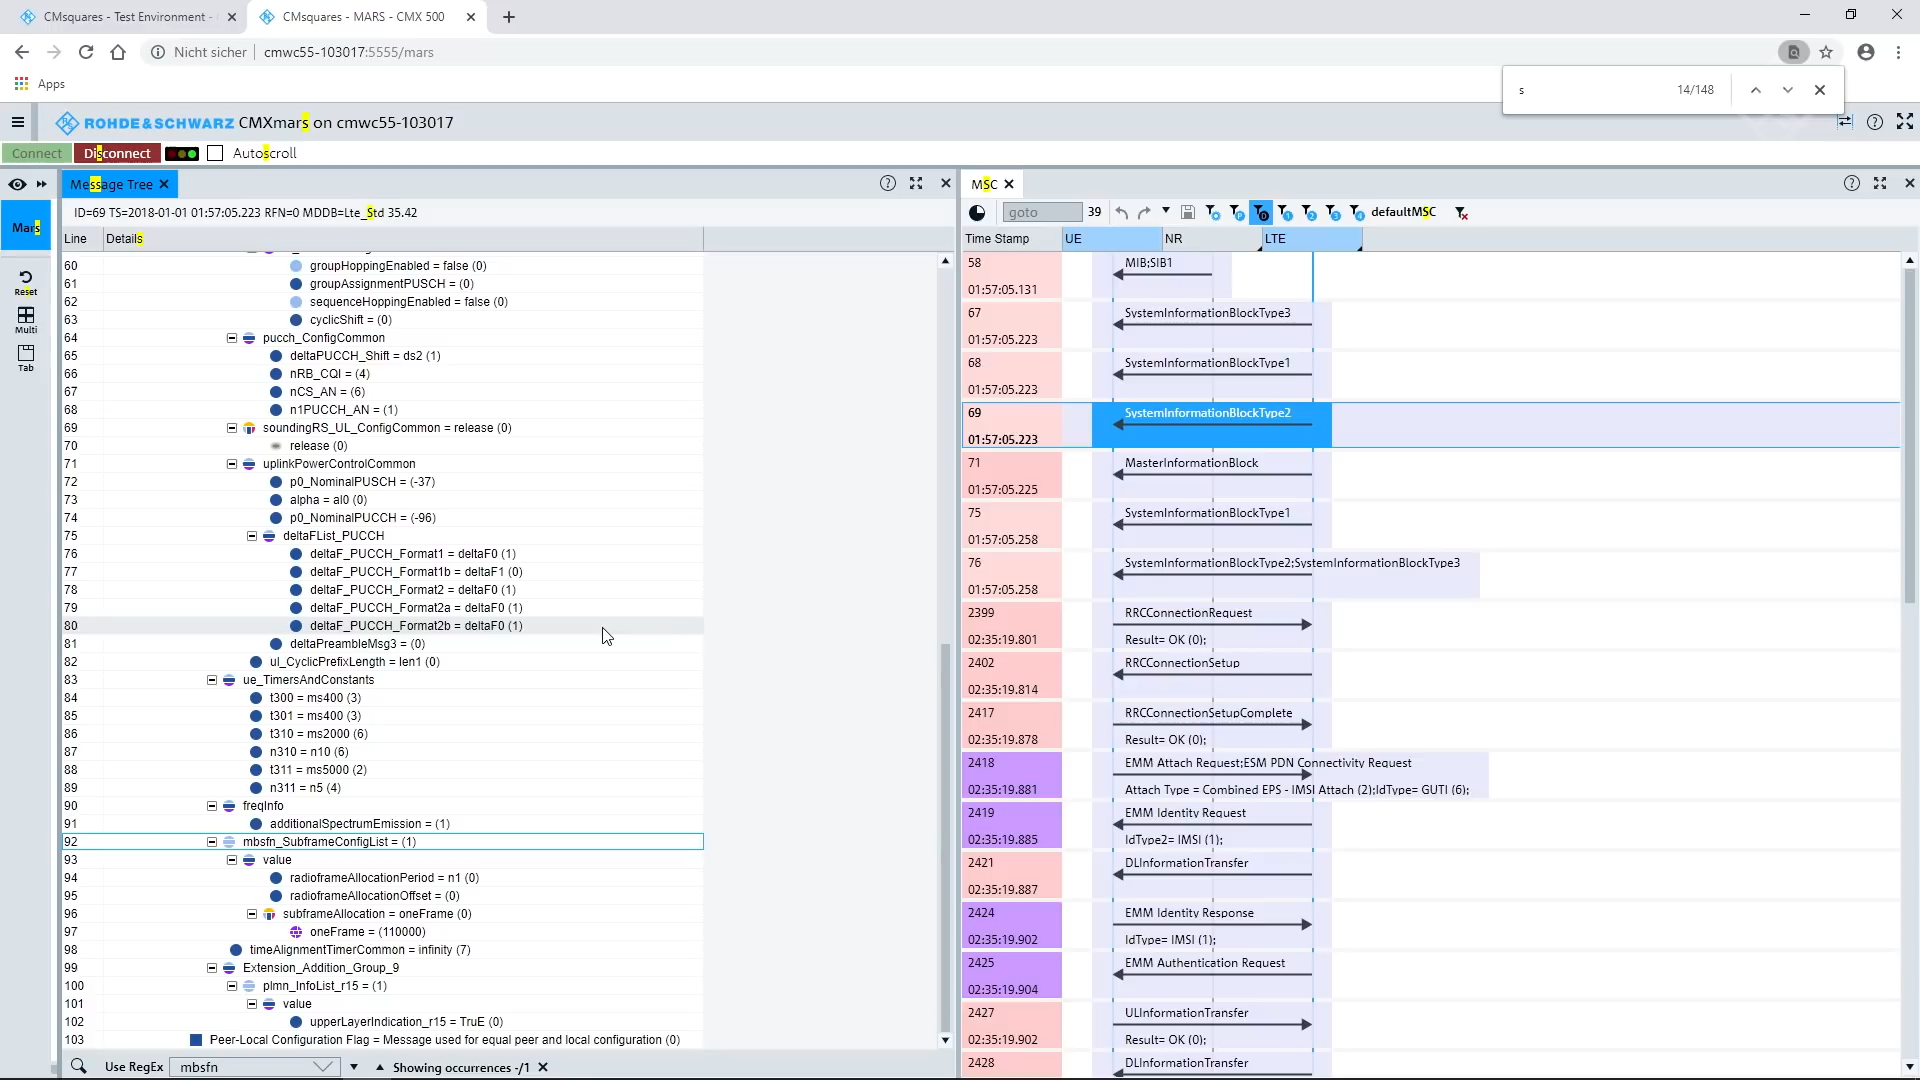 CMsquares - Test Environment -
CMsquares - MARS - CMX 500
Nicht sicher
cmwc55-103017:5555/mars
Apps
s
14/148
ROHDE&SCHWARZ CMXmars on cmwc55-103017
Connect
Disconnect
Autoscroll
Message Tree
MSC
ID=69 TS=2018-01-01 01:57:05.223 RFN=0 MDDB=Lte_Std 35.42
goto
39
defaultMSC
Mars
Reset
Multi
Tab
Line Details
60 groupHoppingEnabled = false (0)
61 groupAssignmentPUSCH = (0)
62 sequenceHoppingEnabled = false (0)
63 cyclicShift = (0)
64 pucch_ConfigCommon
65 deltaPUCCH_Shift = ds2 (1)
66 nRB_CQI = (4)
67 nCS_AN = (6)
68 n1PUCCH_AN = (1)
69 soundingRS_UL_ConfigCommon = release (0)
70 release (0)
71 uplinkPowerControlCommon
72 p0_NominalPUSCH = (-37)
73 alpha = al0 (0)
74 p0_NominalPUCCH = (-96)
75 deltaFList_PUCCH
76 deltaF_PUCCH_Format1 = deltaF0 (1)
77 deltaF_PUCCH_Format1b = deltaF1 (0)
78 deltaF_PUCCH_Format2 = deltaF0 (1)
79 deltaF_PUCCH_Format2a = deltaF0 (1)
80 deltaF_PUCCH_Format2b = deltaF0 (1)
81 deltaPreambleMsg3 = (0)
82 ul_CyclicPrefixLength = len1 (0)
83 ue_TimersAndConstants
84 t300 = ms400 (3)
85 t301 = ms400 (3)
86 t310 = ms2000 (6)
87 n310 = n10 (6)
88 t311 = ms5000 (2)
89 n311 = n5 (4)
90 freqInfo
91 additionalSpectrumEmission = (1)
92 mbsfn_SubframeConfigList = (1)
93 value
94 radioframeAllocationPeriod = n1 (0)
95 radioframeAllocationOffset = (0)
96 subframeAllocation = oneFrame (0)
97 oneFrame = (110000)
98 timeAlignmentTimerCommon = infinity (7)
99 Extension_Addition_Group_9
100 plmn_InfoList_r15 = (1)
101 value
102 upperLayerIndication_r15 = TruE (0)
103 Peer-Local Configuration Flag = Message used for equal peer and local configuration (0)
Use RegEx
mbsfn
Showing occurrences -/1
Time Stamp UE NR LTE
58 MIB;SIB1
01:57:05.131
67 SystemInformationBlockType3
01:57:05.223
68 SystemInformationBlockType1
01:57:05.223
69 SystemInformationBlockType2
01:57:05.223
71 MasterInformationBlock
01:57:05.225
75 SystemInformationBlockType1
01:57:05.258
76 SystemInformationBlockType2;SystemInformationBlockType3
01:57:05.258
2399 RRCConnectionRequest
02:35:19.801 Result= OK (0);
2402 RRCConnectionSetup
02:35:19.814
2417 RRCConnectionSetupComplete
02:35:19.878 Result= OK (0);
2418 EMM Attach Request;ESM PDN Connectivity Request
02:35:19.881 Attach Type = Combined EPS - IMSI Attach (2);IdType= GUTI (6);
2419 EMM Identity Request
02:35:19.885 IdType2= IMSI (1);
2421 DLInformationTransfer
02:35:19.887
2424 EMM Identity Response
02:35:19.902 IdType= IMSI (1);
2425 EMM Authentication Request
02:35:19.904
2427 ULInformationTransfer
02:35:19.902 Result= OK (0);
2428 DLInformationTransfer